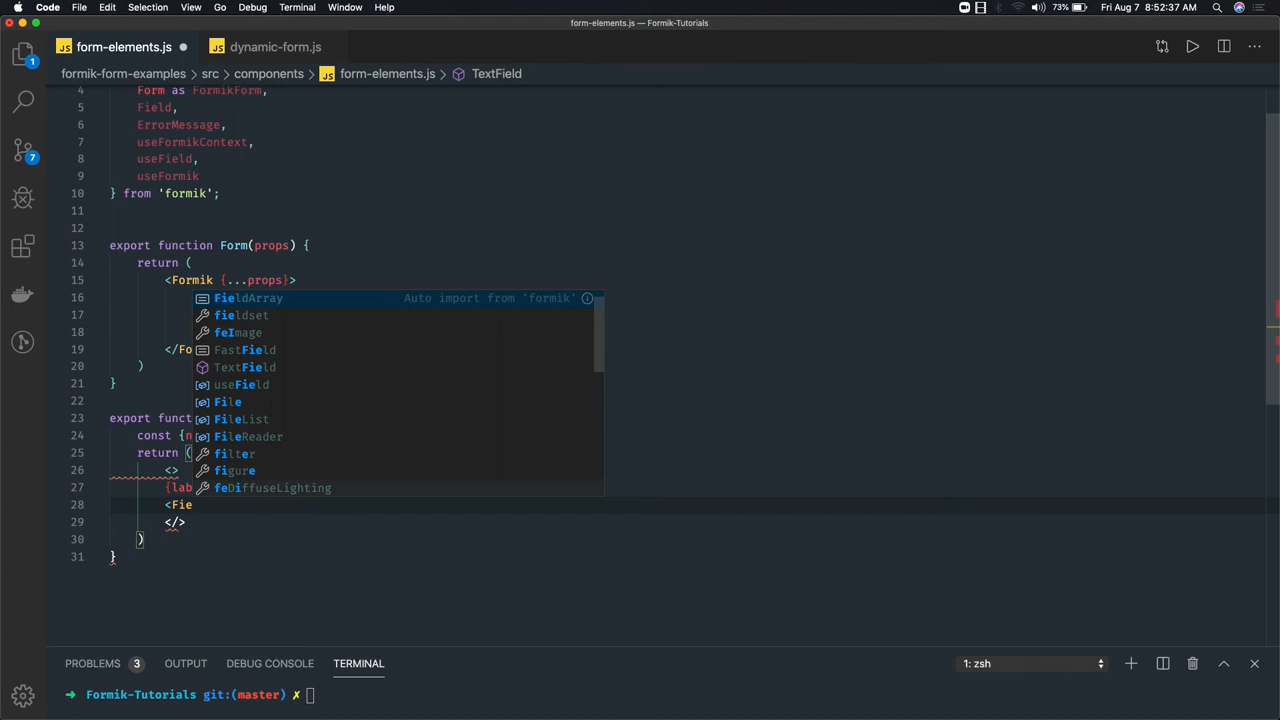 Code File Edit Selection View Go Debug Terminal Window Help 73% Fri Aug 7 8:52:37 AM
form-elements.js — Formik-Tutorials
JS form-elements.js JS dynamic-form.js
formik-form-examples > src > components > JS form-elements.js > TextField
4 Form as FormikForm,
5 Field,
6 ErrorMessage,
7 useFormikContext,
8 useField,
9 useFormik
10 } from 'formik';
11
12
13 export function Form(props) {
14 return (
15 <Formik {...props}>
16 FieldArray Auto import from 'formik'
17 fieldset
18 feImage
19 </Fo FastField
20 ) TextField
21 } useField
22 File
23 export funct FileList
24 const {n FileReader
25 return ( filter
26 <> figure
27 {lab feDiffuseLighting
28 <Fie
29 </>
30 )
31 }
PROBLEMS 3 OUTPUT DEBUG CONSOLE TERMINAL 1: zsh
➜ Formik-Tutorials git:(master) ✗
1
7